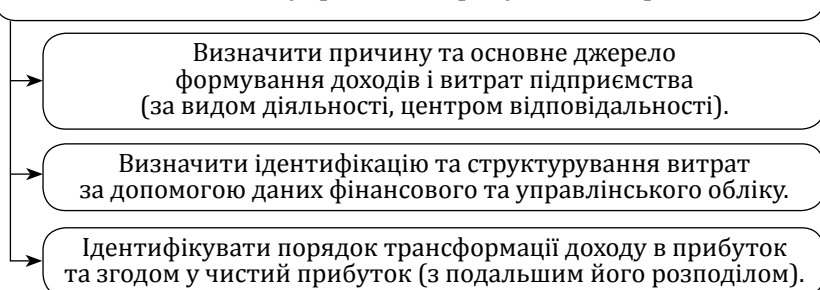 Визначити причину та основне джерело
формування доходів і витрат підприємства
(за видом діяльності, центром відповідальності).
Визначити ідентифікацію та структурування витрат
за допомогою даних фінансового та управлінського обліку.
Ідентифікувати порядок трансформації доходу в прибуток
та згодом у чистий прибуток (з подальшим його розподілом).